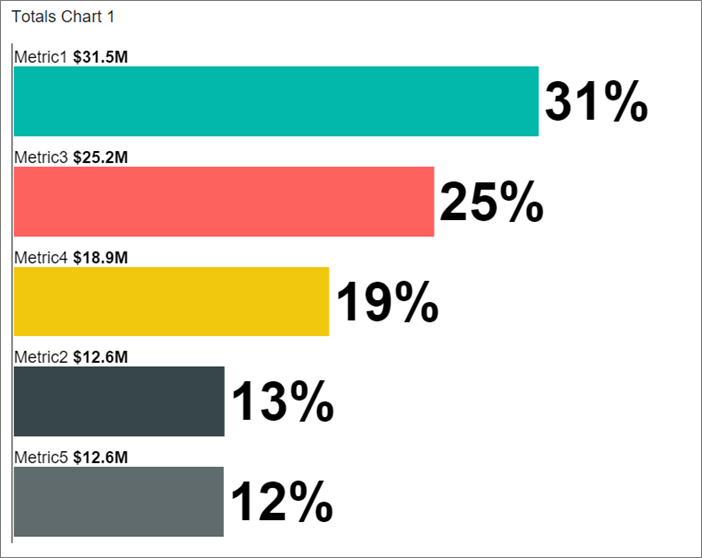 Totals Chart 1
Metric1 $31.5M
31%
Metric3 $25.2M
25%
Metric4 $18.9M
19%
Metric2 $12.6M
13%
Metric5 $12.6M
12%